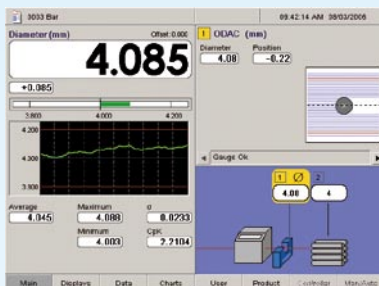 3033 Bar
09:42:14 AM 30/03/2006
Diameter (mm)
Offset: 0.000
4.085
+0.085
3.800 4.000 4.200
4.200
4.000
3.800
Average
4.045
Maximum
4.088
σ
0.0233
Minimum
4.003
CpK
2.2104
1 ODAC (mm)
Diameter
4.08
Position
-0.22
Gauge Ok
1 Ø 2
4.08 4
Main Displays Data Charts User Product Controller Man/Auto